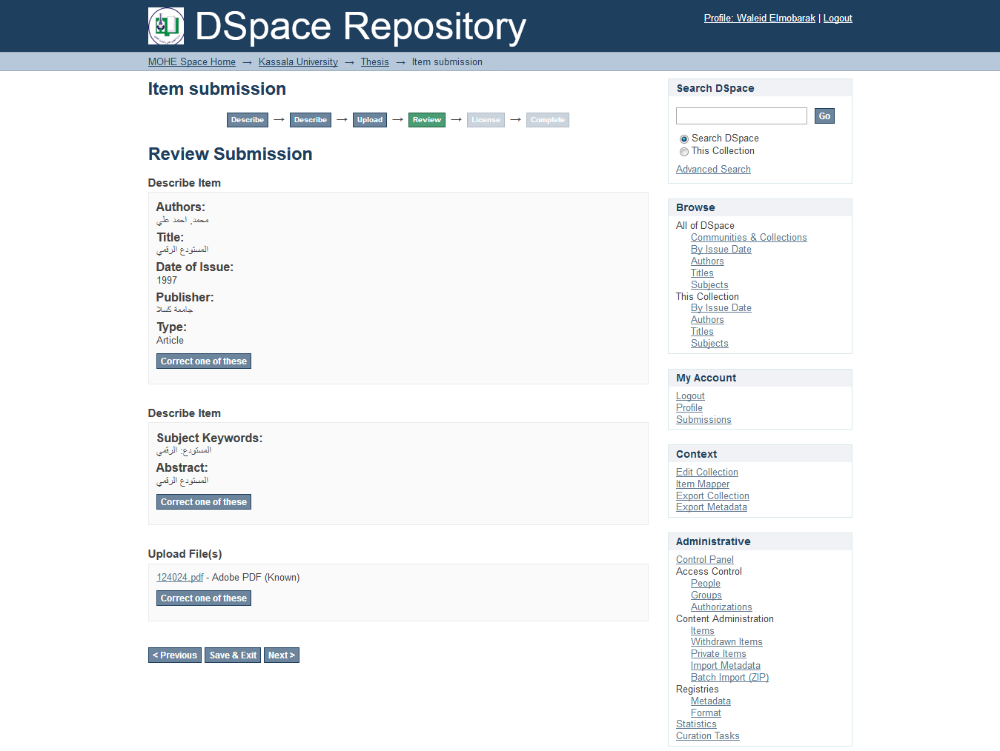 DSpace Repository
Profile: Waleid Elmobarak | Logout
MOHE Space Home → Kassala University → Thesis → Item submission
Item submission
Describe → Describe → Upload → Review → License → Complete
Review Submission
Describe Item
Authors:
محمد, احمد علي
Title:
المستودع الرقمي
Date of Issue:
1997
Publisher:
جامعة كسلا
Type:
Article
Correct one of these
Describe Item
Subject Keywords:
المستودع: الرقمي
Abstract:
المستودع الرقمي
Correct one of these
Upload File(s)
124024.pdf - Adobe PDF (Known)
Correct one of these
< Previous Save & Exit Next >
Search DSpace
Go
Search DSpace
This Collection
Advanced Search
Browse
All of DSpace
Communities & Collections
By Issue Date
Authors
Titles
Subjects
This Collection
By Issue Date
Authors
Titles
Subjects
My Account
Logout
Profile
Submissions
Context
Edit Collection
Item Mapper
Export Collection
Export Metadata
Administrative
Control Panel
Access Control
People
Groups
Authorizations
Content Administration
Items
Withdrawn Items
Private Items
Import Metadata
Batch Import (ZIP)
Registries
Metadata
Format
Statistics
Curation Tasks